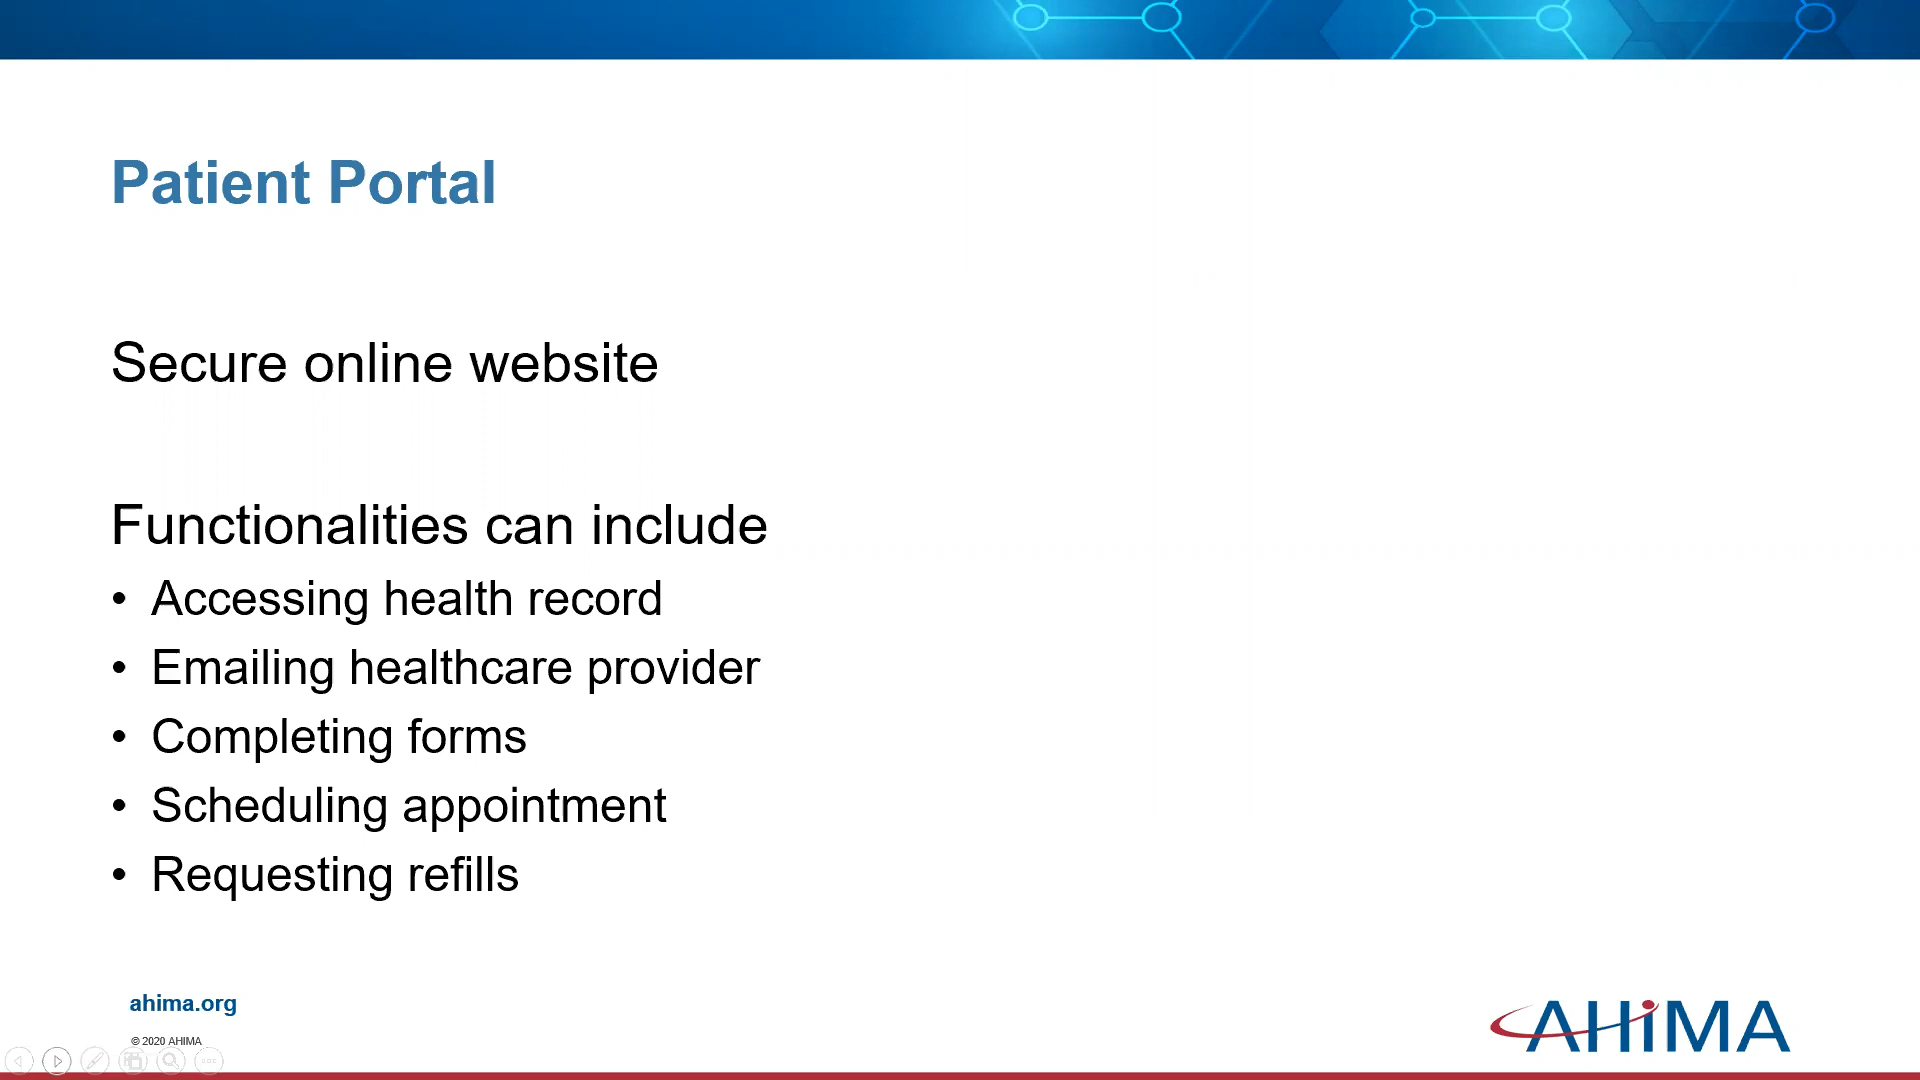 Patient Portal
Secure online website
Functionalities can include
• Accessing health record
• Emailing healthcare provider
• Completing forms
• Scheduling appointment
• Requesting refills
ahima.org
© 2020 AHIMA
AHiMA